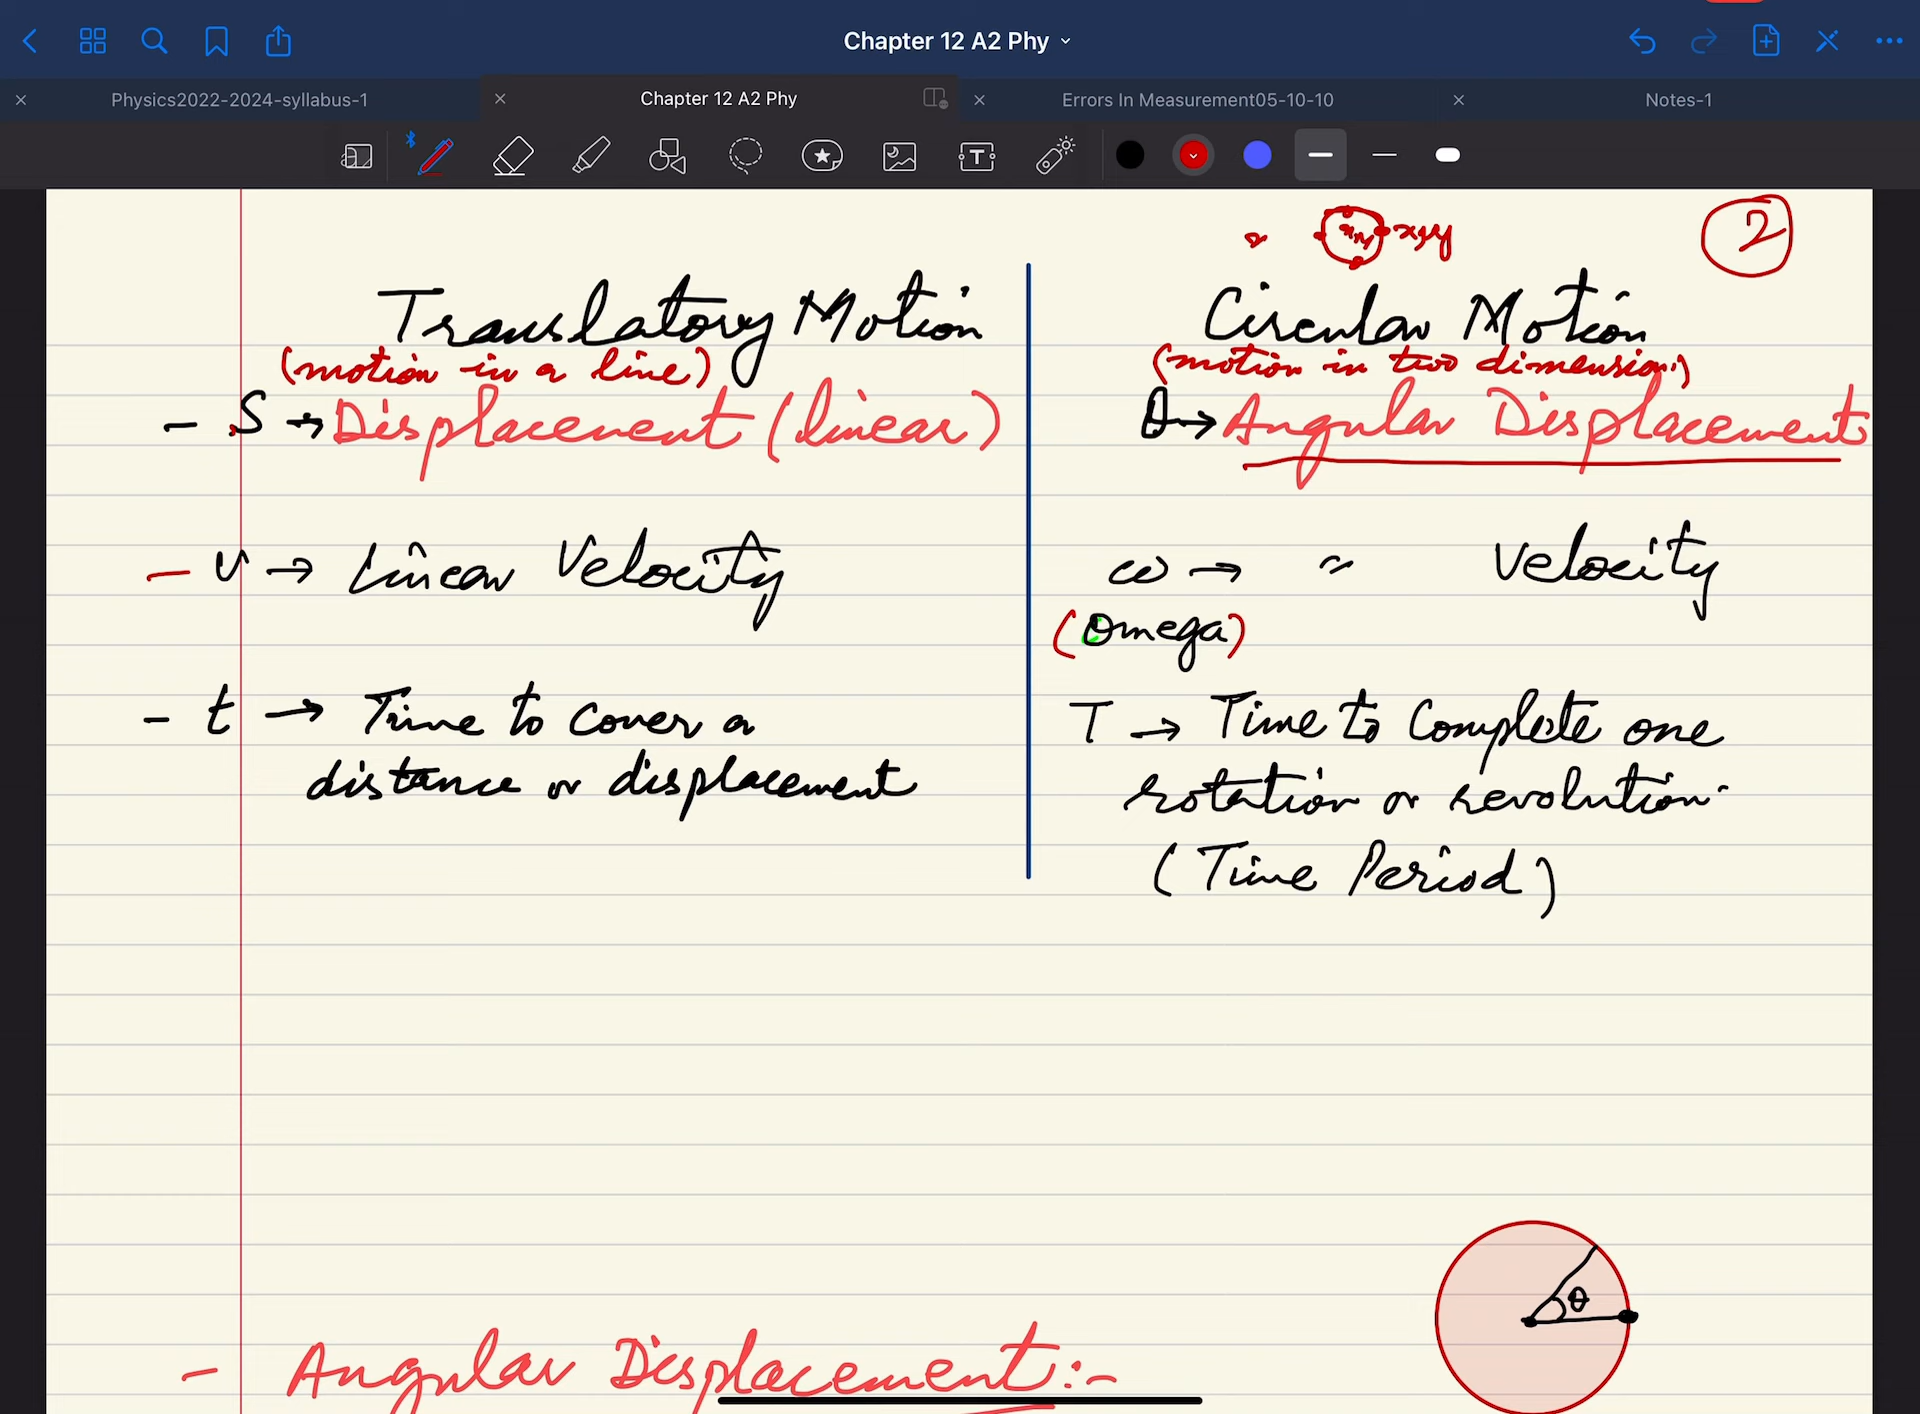 Chapter 12 A2 Phy
Physics2022-2024-syllabus-1
Chapter 12 A2 Phy
Errors In Measurement05-10-10
Notes-1
x,y x,y
2
Translatory Motion
(motion in a line)
- S → Displacement (linear)
- v → Linear Velocity
- t → Time to cover a
distance or displacement
Circular Motion
(motion in two dimension)
θ → Angular Displacement
ω → " Velocity
(Omega)
T → Time to Complete one
rotation or revolution.
(Time Period)
θ
- Angular Displacement:-